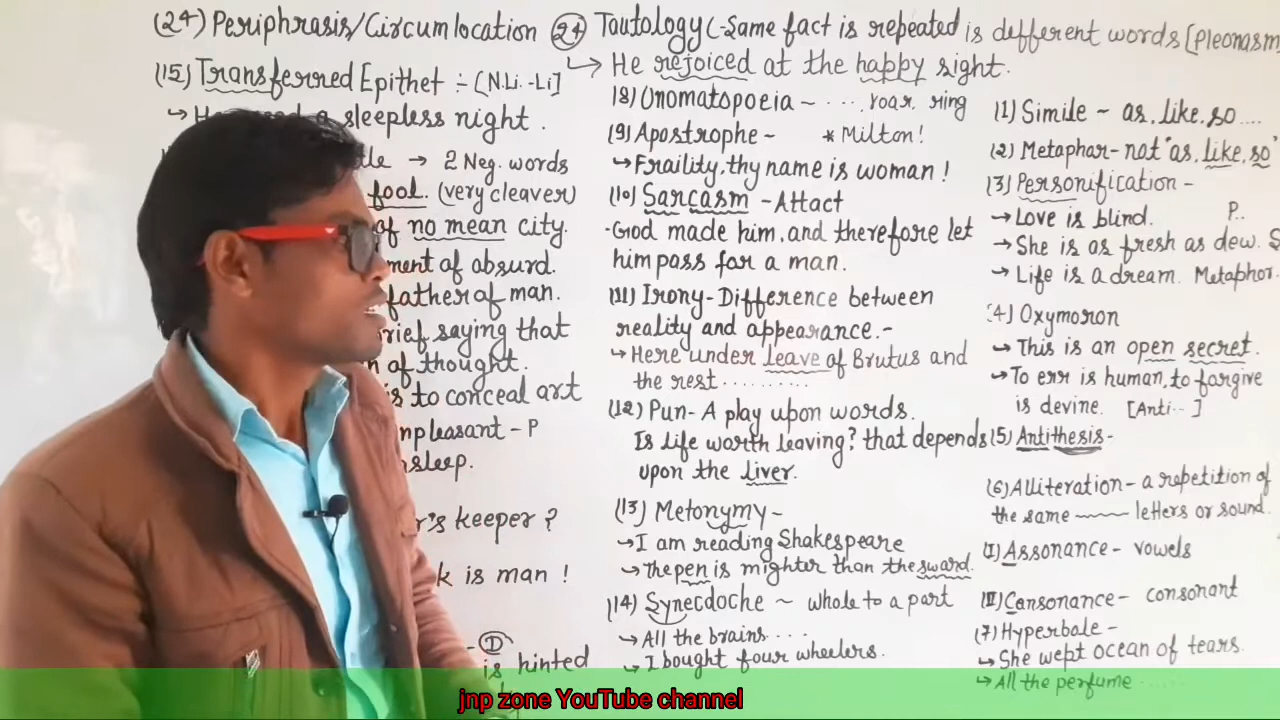 (24) Periphrasis/Circumlocation
(15) Transferred Epithet :- (N.Li. -Li]
sleepless night.
→ 2 Neg. words
fool. (very cleaver)
of no mean city.
of absurd.
father of man.
saying that
of thought.
is to conceal art
- P
keeper ?
is man !
- (I)
is hinted
(24) Tautology (-Same fact is repeated is different words [Pleonasm
↳ He rejoiced at the happy sight.
(8) Onomatopoeia ~ .... roar. ring
(9) Apostrophe ~ * Milton!
↳ Fraility, thy name is woman !
(10) Sarcasm - Attact
-God made him, and therefore let
him pass for a man.
(11) Irony - Difference between
reality and appearance.-
↳ Here under leave of Brutus and
the rest ..........
(12) Pun - A play upon words.
Is life worth leaving? that depends
upon the liver.
(13) Metonymy -
↳ I am reading Shakespeare
↳ The pen is mighter than the sward.
(14) Synecdoche ~ whole to a part
↳ All the brains....
↳ I bought four wheelers.
(1) Simile ~ as, like, so ....
(2) Metaphar - not "as, like, so"
(3) Personification -
→ Love is blind. P..
→ She is as fresh as dew. S
→ Life is a dream. Metaphor.
(4) Oxymoron
↳ This is an open secret.
↳ To err is human, to forgive
is devine. [Anti..]
(5) Antithesis -
(6) Alliteration - a repetition of
the same —— letters or sound.
(I) Assonance - vowels
(II) Consonance - consonant
(7) Hyperbale -
↳ She wept ocean of tears.
↳ All the perfume ......
jnp zone YouTube channel